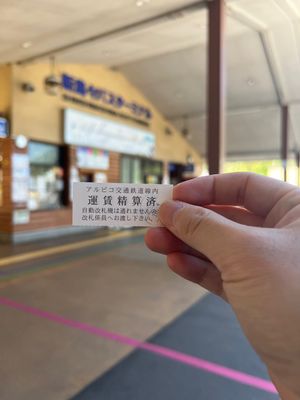 新島々バスターミナル
アルピコ交通鉄道線内
運賃精算済。
自動改札機は通れません。
改札係員へお渡し下さい。